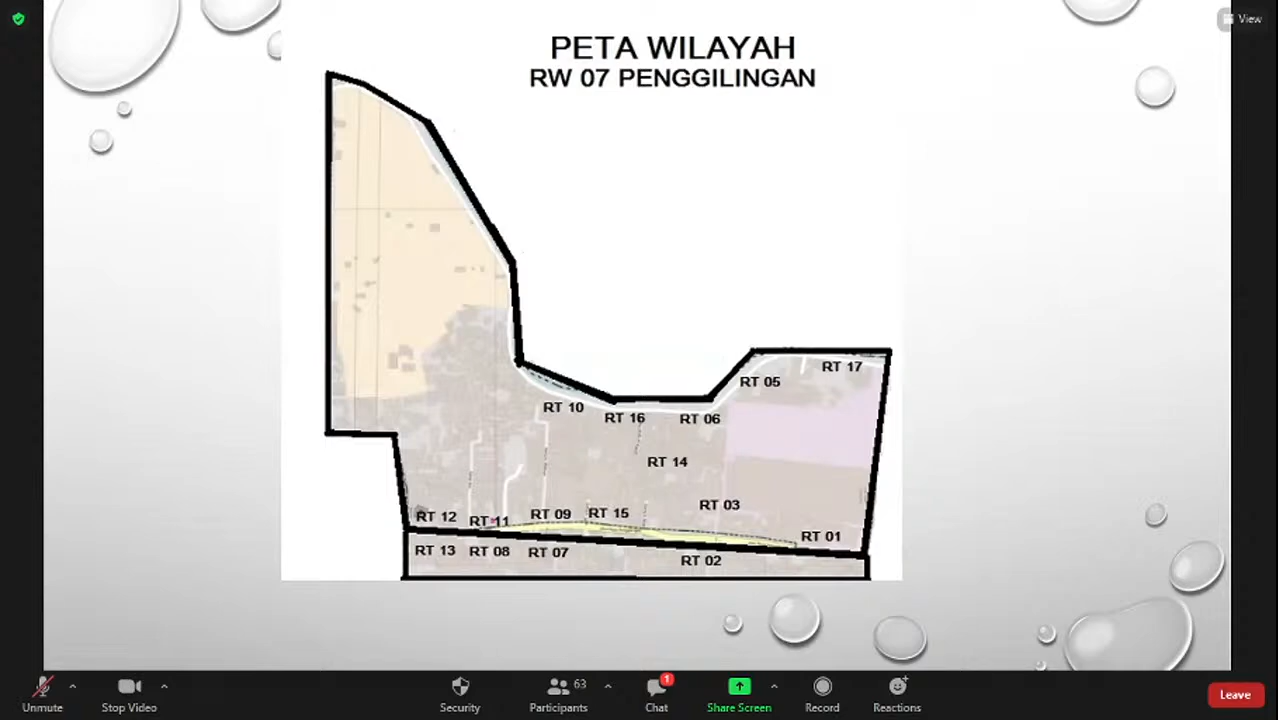 View
PETA WILAYAH
RW 07 PENGGILINGAN
RT 17
RT 05
RT 10
RT 16
RT 06
RT 14
RT 03
RT 12
RT 11
RT 09
RT 15
RT 01
RT 13
RT 08
RT 07
RT 02
63
1
Unmute
Stop Video
Security
Participants
Chat
Share Screen
Record
Reactions
Leave